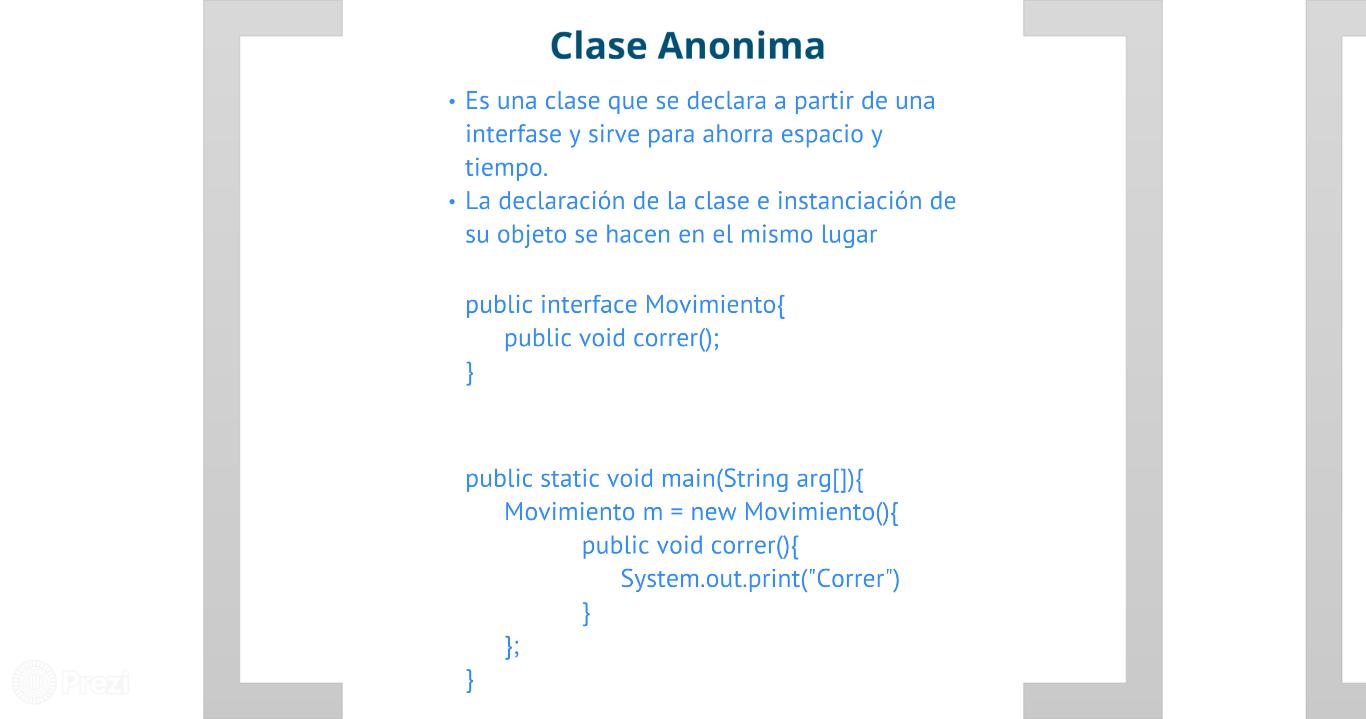 Clase Anonima
• Es una clase que se declara a partir de una
interfase y sirve para ahorra espacio y
tiempo.
• La declaración de la clase e instanciación de
su objeto se hacen en el mismo lugar
public interface Movimiento{
public void correr();
}
public static void main(String arg[]){
Movimiento m = new Movimiento(){
public void correr(){
System.out.print("Correr")
}
};
}
Prezi